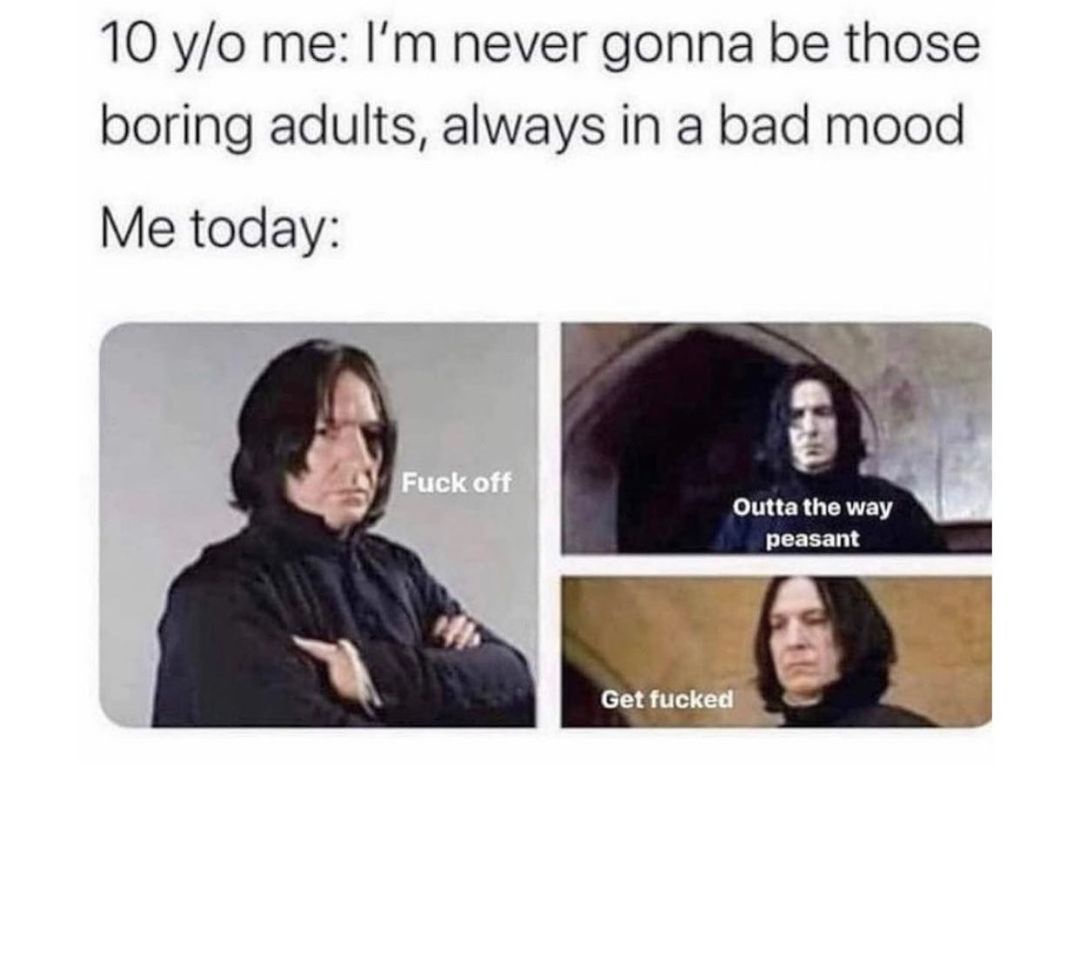 10 y/o me: I'm never gonna be those
boring adults, always in a bad mood
Me today:
Fuck off
Outta the way
peasant
Get fucked